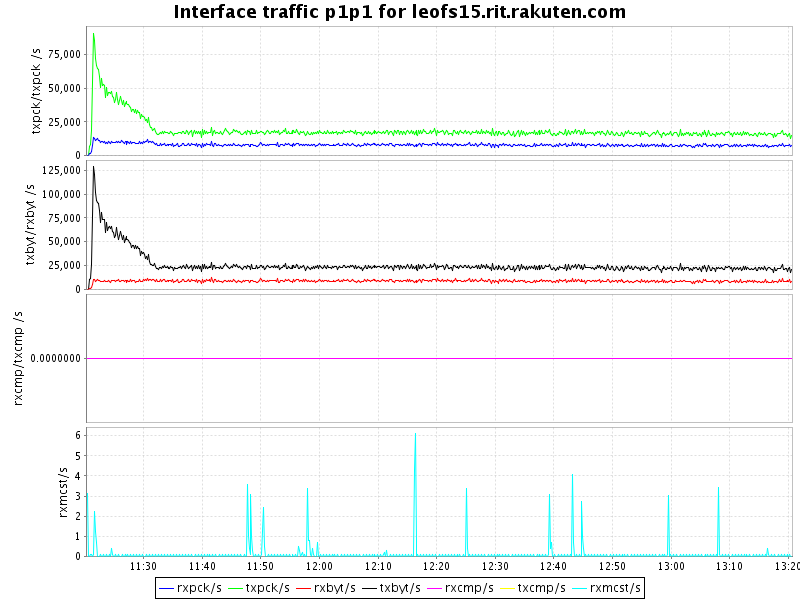 Interface traffic p1p1 for leofs15.rit.rakuten.com
txpck/txpck /s
75,000
50,000
25,000
0
txbyt/rxbyt /s
125,000
100,000
75,000
50,000
25,000
0
rxcmp/txcmp /s
0.0000000
rxmcst/s
6
5
4
3
2
1
0
11:30 11:40 11:50 12:00 12:10 12:20 12:30 12:40 12:50 13:00 13:10 13:20
rxpck/s txpck/s rxbyt/s txbyt/s rxcmp/s txcmp/s rxmcst/s